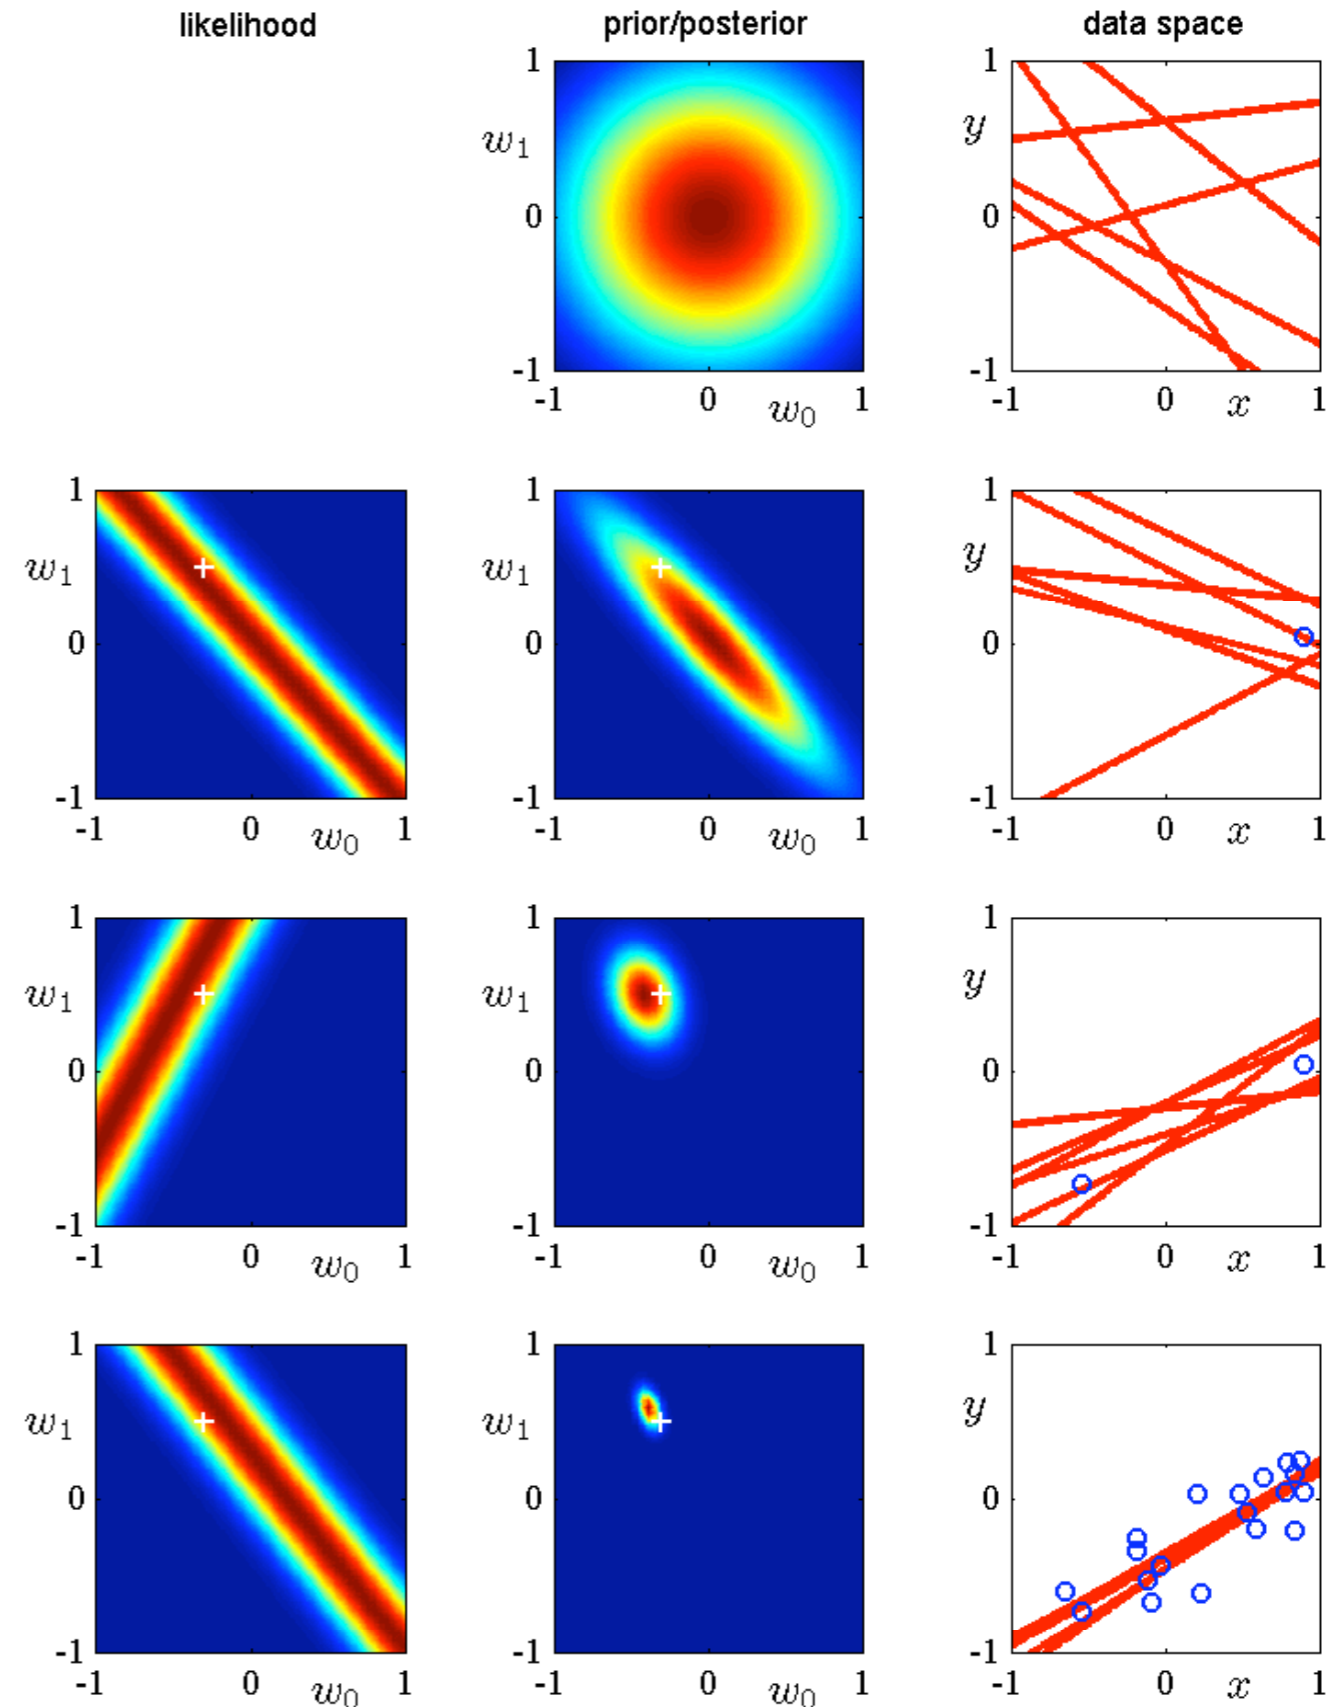 likelihood prior/posterior data space
1 1
w₁ y
0 0
-1 -1
-1 0 w₀ 1 -1 0 x 1
1 1 1
w₁ w₁ y
0 0 0
-1 -1 -1
-1 0 w₀ 1 -1 0 w₀ 1 -1 0 x 1
1 1 1
w₁ w₁ y
0 0 0
-1 -1 -1
-1 0 w₀ 1 -1 0 w₀ 1 -1 0 x 1
1 1 1
w₁ w₁ y
0 0 0
-1 -1 -1
-1 0 w₀ 1 -1 0 w₀ 1 -1 0 x 1